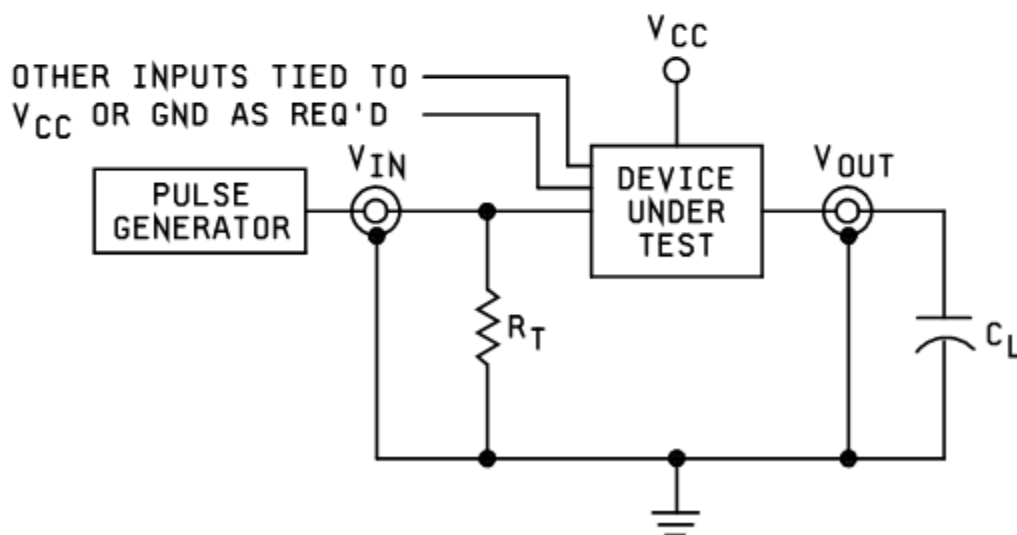 VCC
OTHER INPUTS TIED TO
VCC OR GND AS REQ'D
VIN
VOUT
PULSE
GENERATOR
DEVICE
UNDER
TEST
RT
CL